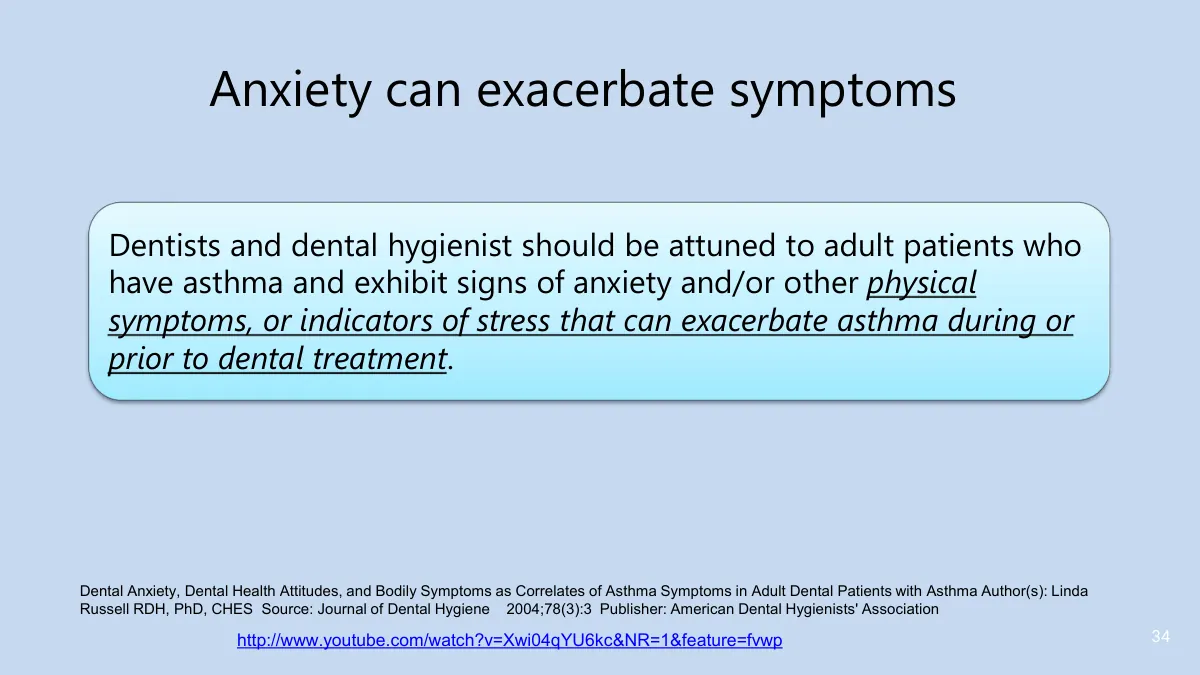 Anxiety can exacerbate symptoms
Dentists and dental hygienist should be attuned to adult patients who
have asthma and exhibit signs of anxiety and/or other physical
symptoms, or indicators of stress that can exacerbate asthma during or
prior to dental treatment.
Dental Anxiety, Dental Health Attitudes, and Bodily Symptoms as Correlates of Asthma Symptoms in Adult Dental Patients with Asthma Author(s): Linda
Russell RDH, PhD, CHES  Source: Journal of Dental Hygiene    2004;78(3):3  Publisher: American Dental Hygienists' Association
http://www.youtube.com/watch?v=Xwi04qYU6kc&NR=1&feature=fvwp
34